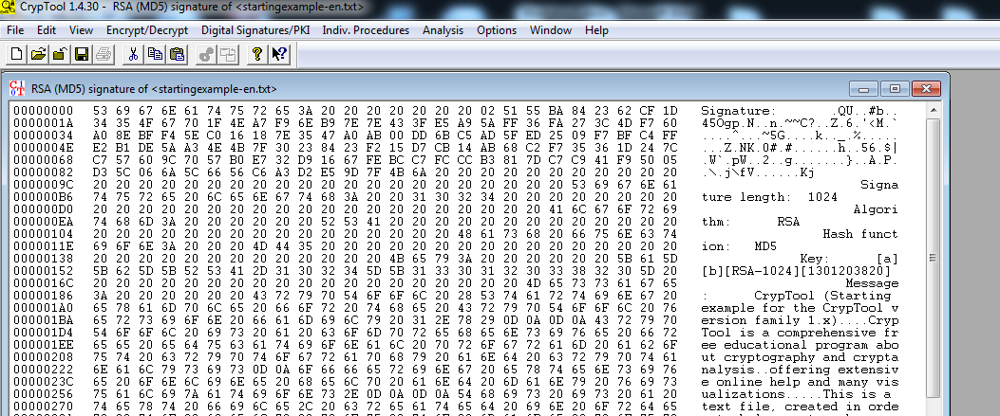 CrypTool 1.4.30 - RSA (MD5) signature of <startingexample-en.txt>
File Edit View Encrypt/Decrypt Digital Signatures/PKI Indiv. Procedures Analysis Options Window Help
RSA (MD5) signature of <startingexample-en.txt>
00000000 53 69 67 6E 61 74 75 72 65 3A 20 20 20 20 20 20 02 51 55 BA 84 23 62 CF 1D Signature: .QU..#b..
0000001A 34 35 4F 67 70 1F 4E A7 F9 6E B9 7E 7E 43 3F E5 A9 5A FF 36 FA 27 3C 4D F7 60 45Ogp.N..n.~~C?..Z.6.'<M.`
00000034 A0 8E BF F4 5E C0 16 18 7E 35 47 A0 AB 00 DD 6B C5 AD 5F ED 25 09 F7 BF C4 FF ....^...~5G....k.._.%.....
0000004E E2 B1 DE 5A A3 4E 4B 7F 30 23 84 23 F2 15 D7 CB 14 AB 68 C2 F7 35 36 1D 24 7C ...Z.NK.0#.#......h..56.$|
00000068 C7 57 60 9C 70 57 B0 E7 32 D9 16 67 FE BC C7 FC CC B3 81 7D C7 C9 41 F9 50 05 .W`.pW..2..g.......}..A.P.
00000082 D3 5C 06 6A 5C 66 56 C6 A3 D2 E5 9D 7F 4B 6A 20 20 20 20 20 20 20 20 20 20 20 .\.j\fV......Kj
0000009C 20 20 20 20 20 20 20 20 20 20 20 20 20 20 20 20 20 20 20 20 20 53 69 67 6E 61 Signa
000000B6 74 75 72 65 20 6C 65 6E 67 74 68 3A 20 20 31 30 32 34 20 20 20 20 20 20 20 20 ture length: 1024
000000D0 20 20 20 20 20 20 20 20 20 20 20 20 20 20 20 20 20 20 20 20 41 6C 67 6F 72 69 Algori
000000EA 74 68 6D 3A 20 20 20 20 20 20 52 53 41 20 20 20 20 20 20 20 20 20 20 20 20 20 thm: RSA
00000104 20 20 20 20 20 20 20 20 20 20 20 20 20 20 20 48 61 73 68 20 66 75 6E 63 74 Hash funct
0000011E 69 6F 6E 3A 20 20 20 20 4D 44 35 20 20 20 20 20 20 20 20 20 20 20 20 20 20 20 ion: MD5
00000138 20 20 20 20 20 20 20 20 20 20 20 20 20 4B 65 79 3A 20 20 20 20 20 20 5B 61 5D Key: [a]
00000152 5B 62 5D 5B 52 53 41 2D 31 30 32 34 5D 5B 31 33 30 31 32 30 33 38 32 30 5D 20 [b][RSA-1024][1301203820]
0000016C 20 20 20 20 20 20 20 20 20 20 20 20 20 20 20 20 20 20 20 4D 65 73 73 61 67 65 Message
00000186 3A 20 20 20 20 20 20 43 72 79 70 54 6F 6F 6C 20 28 53 74 61 72 74 69 6E 67 20 : CrypTool (Starting
000001A0 65 78 61 6D 70 6C 65 20 66 6F 72 20 74 68 65 20 43 72 79 70 54 6F 6F 6C 20 76 example for the CrypTool v
000001BA 65 72 73 69 6F 6E 20 66 61 6D 69 6C 79 20 31 2E 78 29 0D 0A 0D 0A 43 72 79 70 ersion family 1.x)....Cryp
000001D4 54 6F 6F 6C 20 69 73 20 61 20 63 6F 6D 70 72 65 68 65 6E 73 69 76 65 20 66 72 Tool is a comprehensive fr
000001EE 65 65 20 65 64 75 63 61 74 69 6F 6E 61 6C 20 70 72 6F 67 72 61 6D 20 61 62 6F ee educational program abo
00000208 75 74 20 63 72 79 70 74 6F 67 72 61 70 68 79 20 61 6E 64 20 63 72 79 70 74 61 ut cryptography and crypta
00000222 6E 61 6C 79 73 69 73 0D 0A 6F 66 66 65 72 69 6E 67 20 65 78 74 65 6E 73 69 76 nalysis..offering extensiv
0000023C 65 20 6F 6E 6C 69 6E 65 20 68 65 6C 70 20 61 6E 64 20 6D 61 6E 79 20 76 69 73 e online help and many vis
00000256 75 61 6C 69 7A 61 74 69 6F 6E 73 2E 0D 0A 0D 0A 54 68 69 73 20 69 73 20 61 20 ualizations.....This is a
00000270 74 65 78 74 20 66 69 6C 65 2C 20 63 72 65 61 74 65 64 20 69 6E 20 6F 72 64 65 text file, created in orde